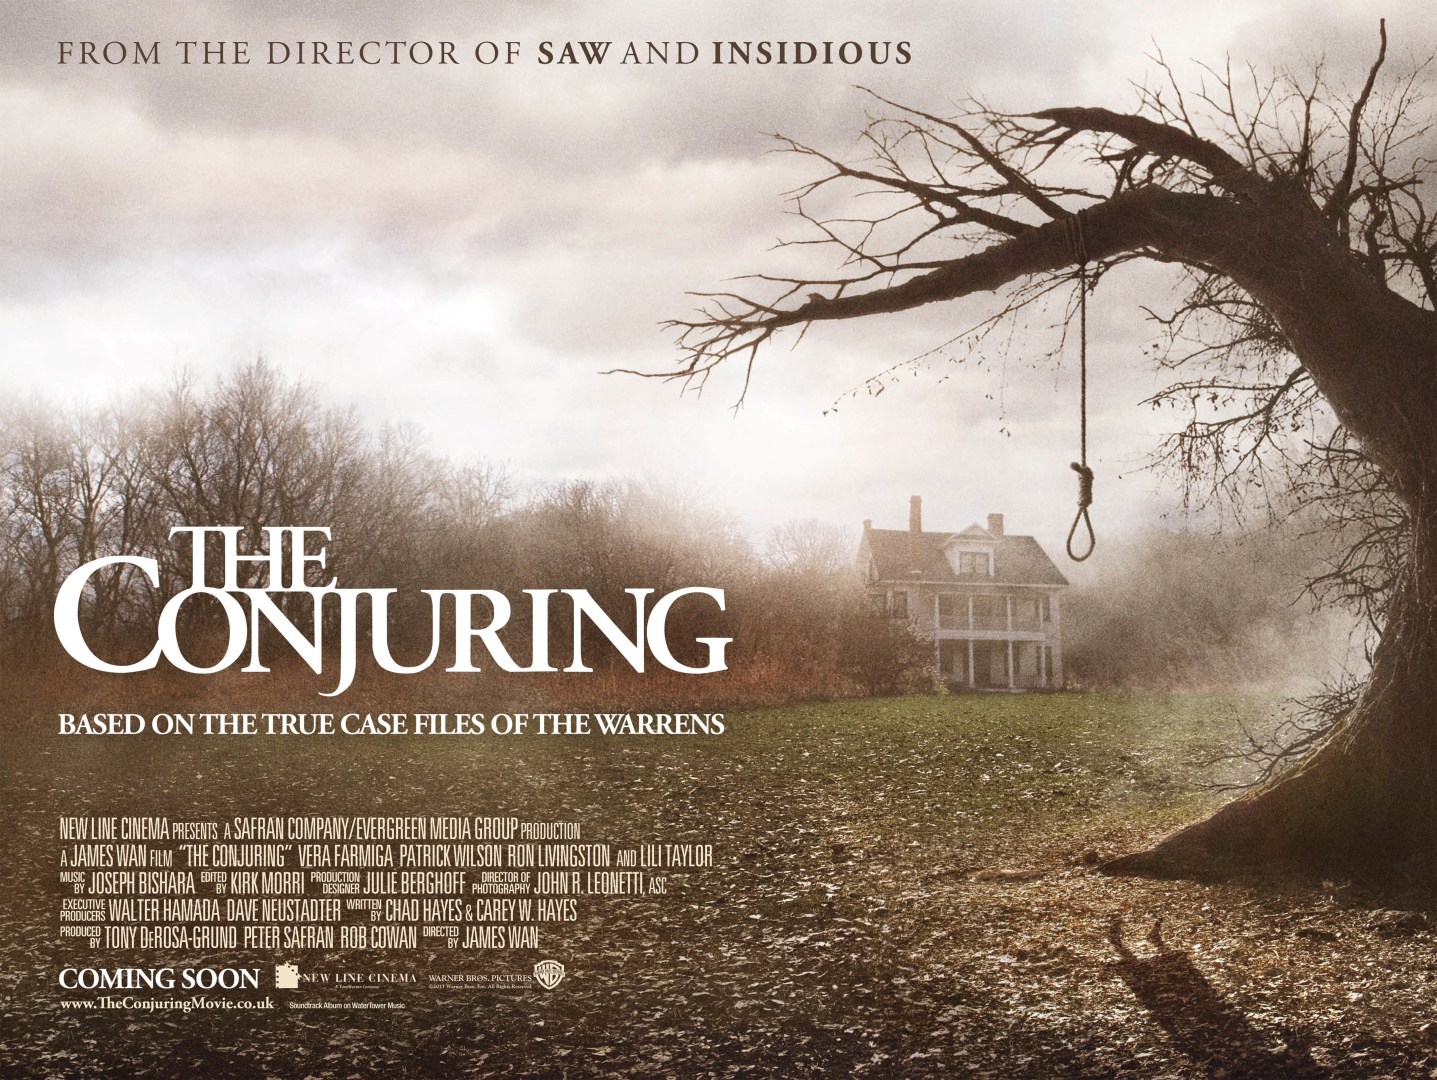 FROM THE DIRECTOR OF SAW AND INSIDIOUS
THE
CONJURING
BASED ON THE TRUE CASE FILES OF THE WARRENS
NEW LINE CINEMA PRESENTS A SAFRAN COMPANY/EVERGREEN MEDIA GROUP PRODUCTION
A JAMES WAN FILM "THE CONJURING" VERA FARMIGA PATRICK WILSON RON LIVINGSTON AND LILI TAYLOR
MUSIC BY JOSEPH BISHARA EDITED BY KIRK MORRI PRODUCTION DESIGNER JULIE BERGHOFF DIRECTOR OF PHOTOGRAPHY JOHN R. LEONETTI, ASC
EXECUTIVE PRODUCERS WALTER HAMADA DAVE NEUSTADTER WRITTEN BY CHAD HAYES & CAREY W. HAYES
PRODUCED BY TONY DEROSA-GRUND PETER SAFRAN ROB COWAN DIRECTED BY JAMES WAN
COMING SOON NEW LINE CINEMA WARNER BROS. PICTURES WB
www.TheConjuringMovie.co.uk Soundtrack Album on WaterTower Music